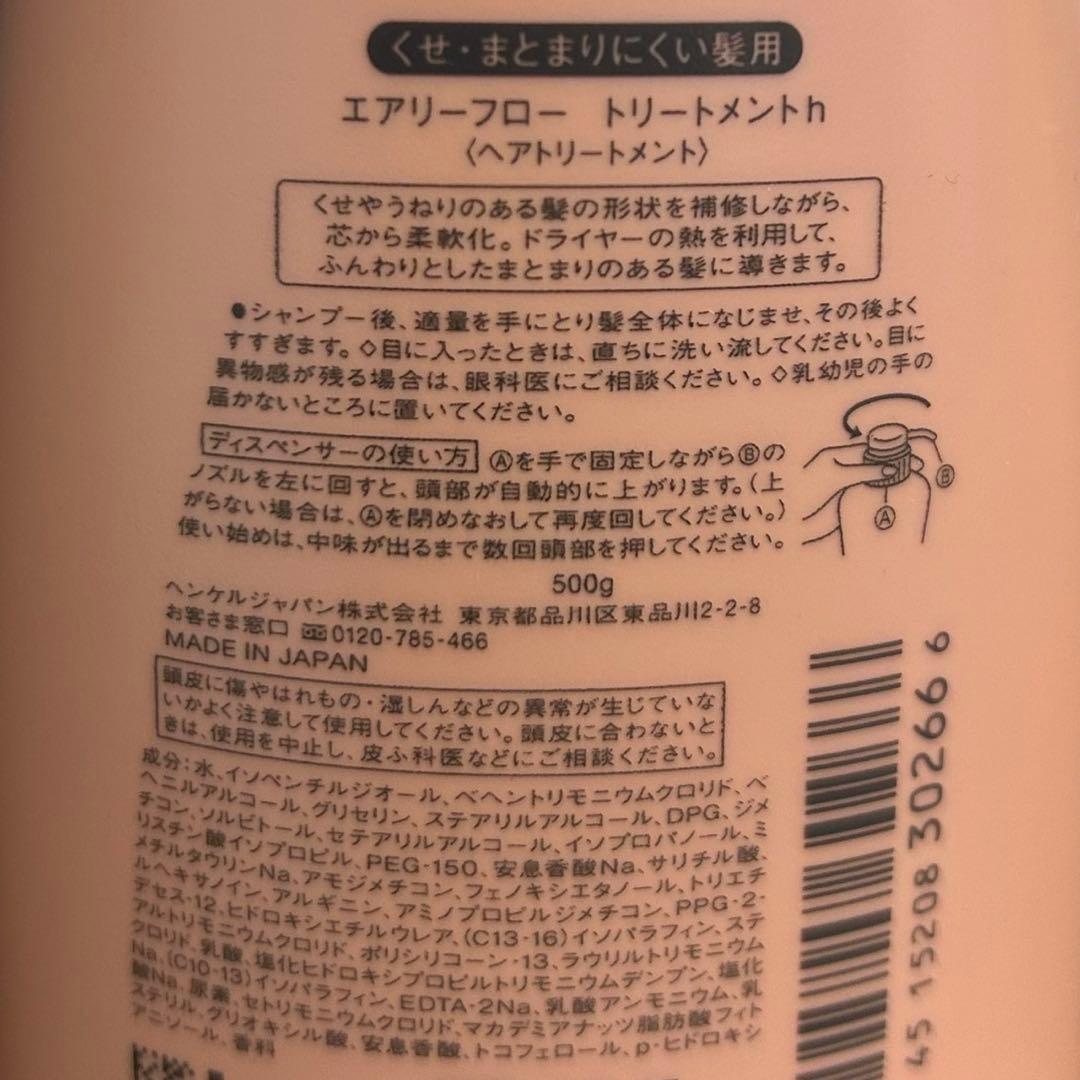 くせ・まとまりにくい髪用
エアリーフロー　トリートメントh
〈ヘアトリートメント〉
くせやうねりのある髪の形状を補修しながら、
芯から柔軟化。ドライヤーの熱を利用して、
ふんわりとしたまとまりのある髪に導きます。
●シャンプー後、適量を手にとり髪全体になじませ、その後よく
すすぎます。◇目に入ったときは、直ちに洗い流してください。目に
異物感が残る場合は、眼科医にご相談ください。◇乳幼児の手の
届かないところに置いてください。
ディスペンサーの使い方 Ⓐを手で固定しながらⒷの
ノズルを左に回すと、頭部が自動的に上がります。（上
がらない場合は、Ⓐを閉めなおして再度回してください。）
使い始めは、中味が出るまで数回頭部を押してください。
Ⓑ
Ⓐ
500g
ヘンケルジャパン株式会社 東京都品川区東品川2-2-8
お客さま窓口 0120-785-466
MADE IN JAPAN
頭皮に傷やはれもの・湿しんなどの異常が生じていな
いかよく注意して使用してください。頭皮に合わないと
きは、使用を中止し、皮ふ科医などにご相談ください。
成分：水、イソペンチルジオール、ベヘントリモニウムクロリド、ベ
ヘニルアルコール、グリセリン、ステアリルアルコール、DPG、ジメ
チコン、ソルビトール、セテアリルアルコール、イソプロパノール、ミ
リスチン酸イソプロピル、PEG-150、安息香酸Na、サリチル酸、
メチルタウリンNa、アモジメチコン、フェノキシエタノール、トリエチ
ルヘキサノイン、アルギニン、アミノプロピルジメチコン、PPG-2-
デセス-12、ヒドロキシエチルウレア、（C13-16）イソパラフィン、ステ
アルトリモニウムクロリド、ポリシリコーン-13、ラウリルトリモニウム
クロリド、乳酸、塩化ヒドロキシプロピルトリモニウムデンプン、塩化
Na、（C10-13）イソパラフィン、EDTA-2Na、乳酸アンモニウム、乳
酸Na、尿素、セトリモニウムクロリド、マカデミアナッツ脂肪酸フィト
ステリル、グリオキシル酸、安息香酸、トコフェロール、p-ヒドロキシ
アニソール、香料
45 15208 30266 6